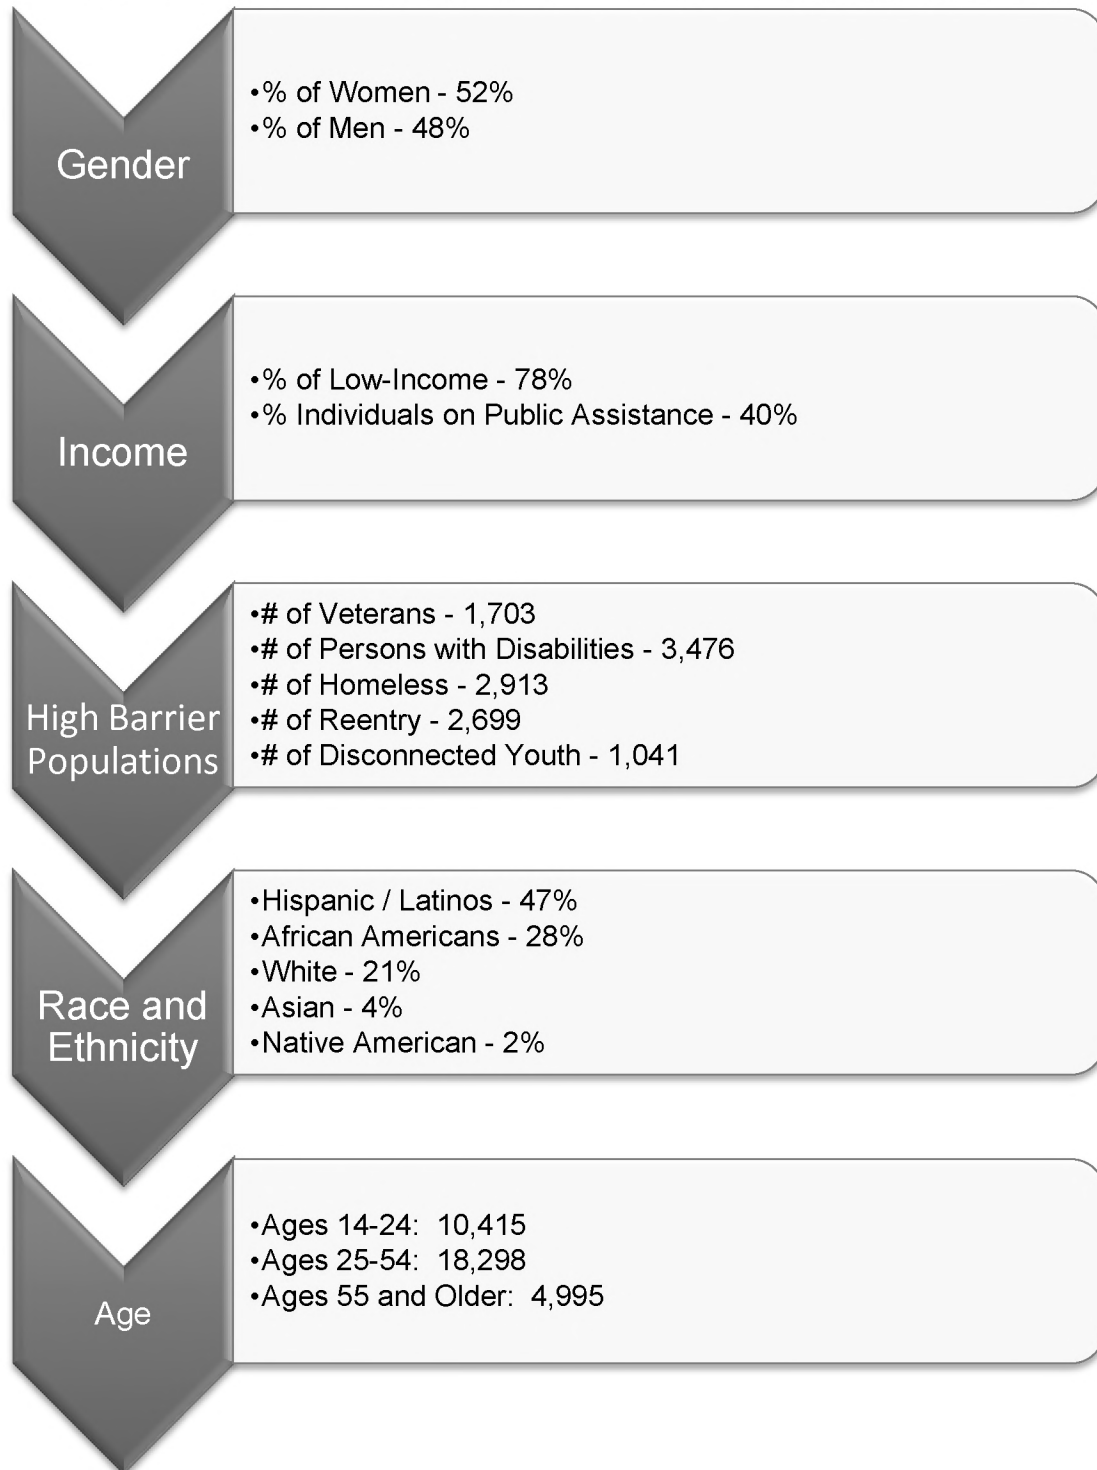 Gender
•% of Women - 52%
•% of Men - 48%
Income
•% of Low-Income - 78%
•% Individuals on Public Assistance - 40%
High Barrier
Populations
•# of Veterans - 1,703
•# of Persons with Disabilities - 3,476
•# of Homeless - 2,913
•# of Reentry - 2,699
•# of Disconnected Youth - 1,041
Race and
Ethnicity
•Hispanic / Latinos - 47%
•African Americans - 28%
•White - 21%
•Asian - 4%
•Native American - 2%
Age
•Ages 14-24:  10,415
•Ages 25-54:  18,298
•Ages 55 and Older:  4,995